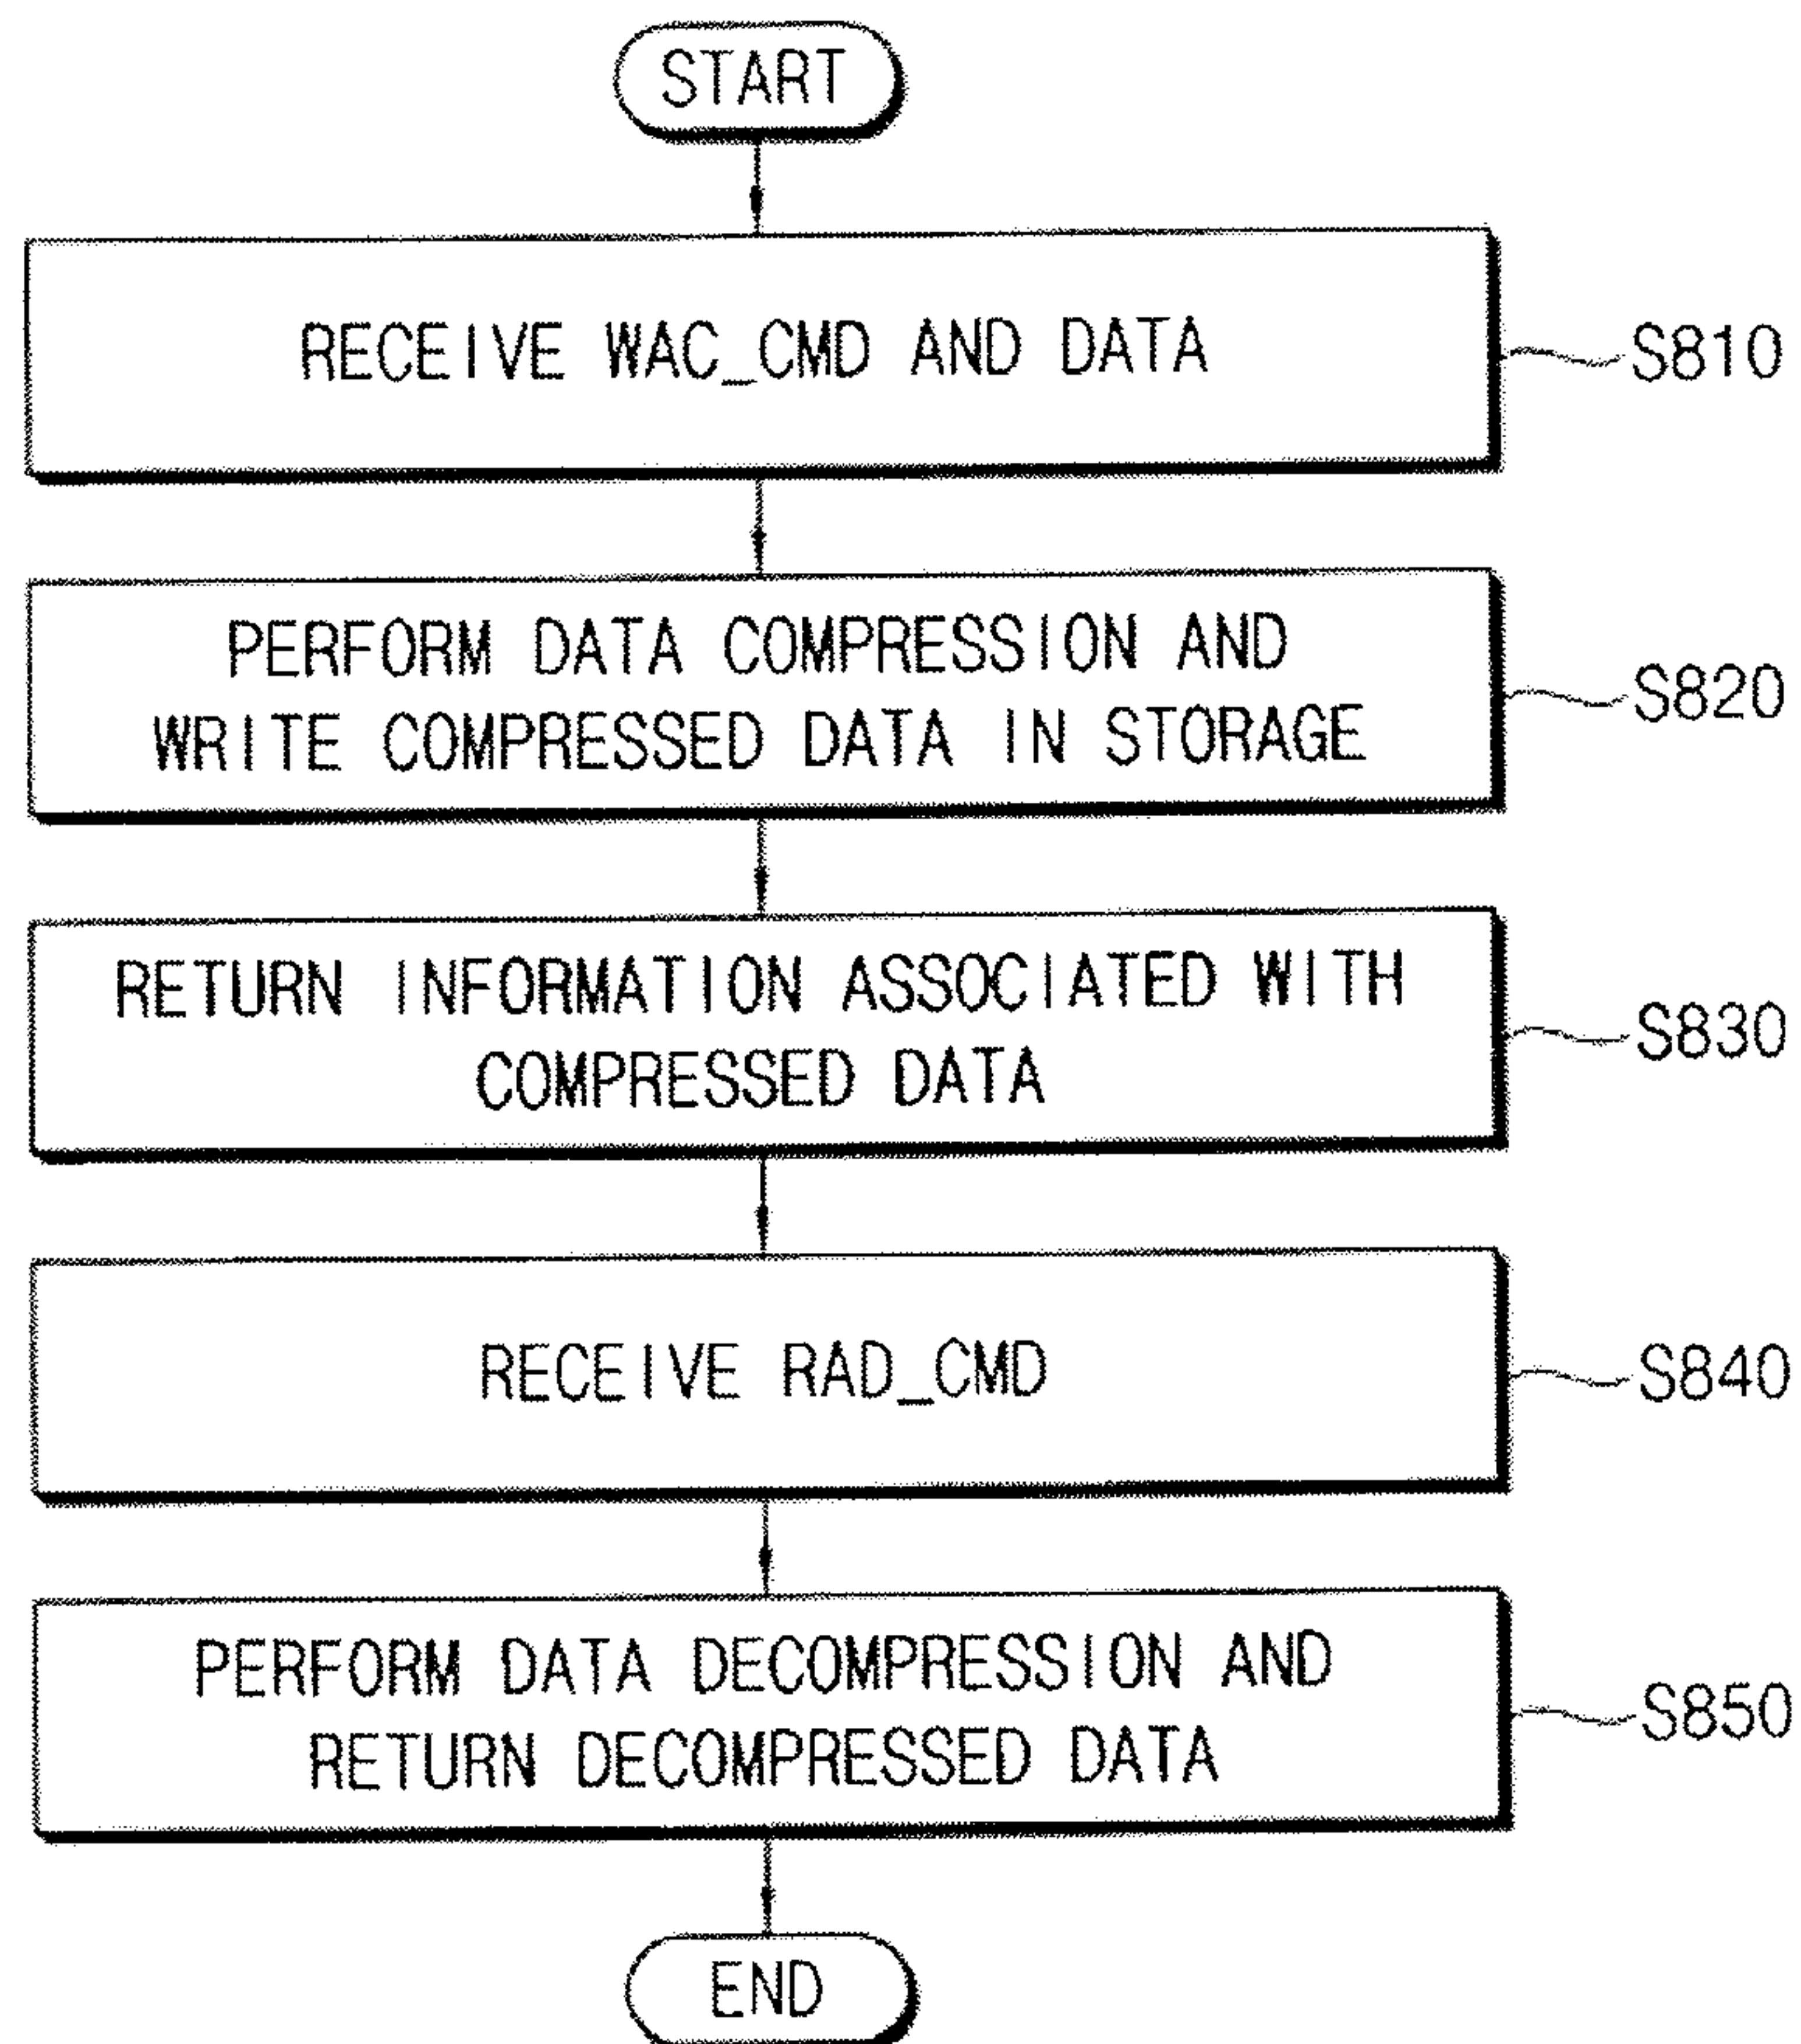 START
RECEIVE WAC_CMD AND DATA
S810
PERFORM DATA COMPRESSION AND
WRITE COMPRESSED DATA IN STORAGE
S820
RETURN INFORMATION ASSOCIATED WITH
COMPRESSED DATA
S830
RECEIVE RAD_CMD
S840
PERFORM DATA DECOMPRESSION AND
RETURN DECOMPRESSED DATA
S850
END